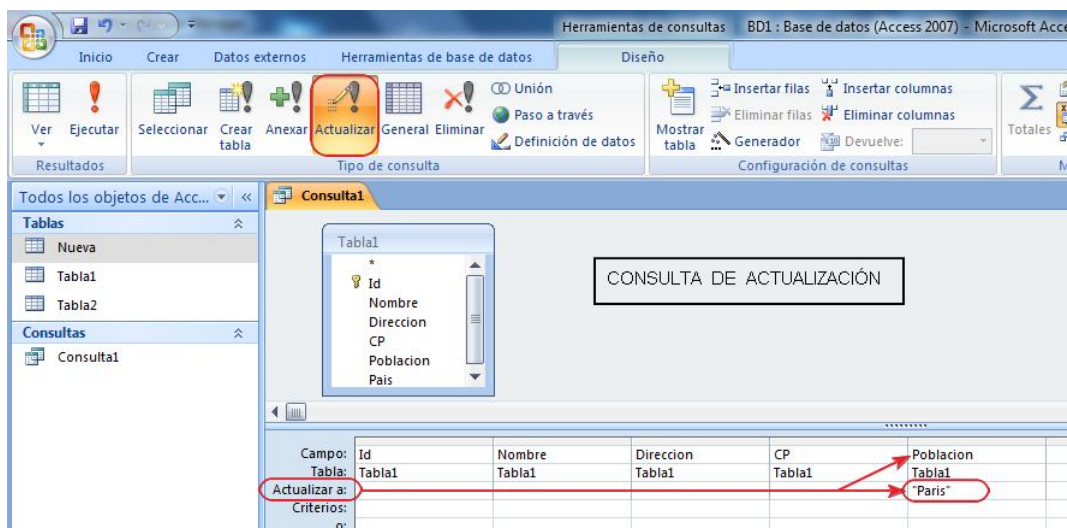 Herramientas de consultas BD1 : Base de datos (Access 2007) - Microsoft Acce
Inicio Crear Datos externos Herramientas de base de datos Diseño
Ver Ejecutar Seleccionar Crear tabla Anexar Actualizar General Eliminar
Unión
Paso a través
Definición de datos
Mostrar tabla
Insertar filas
Eliminar filas
Generador
Insertar columnas
Eliminar columnas
Devuelve:
Totales
Resultados Tipo de consulta Configuración de consultas M
Todos los objetos de Acc... «
Tablas
Nueva
Tabla1
Tabla2
Consultas
Consulta1
Consulta1
Tabla1
*
Id
Nombre
Direccion
CP
Poblacion
Pais
CONSULTA DE ACTUALIZACIÓN
Campo: Id Nombre Direccion CP Poblacion
Tabla: Tabla1 Tabla1 Tabla1 Tabla1 Tabla1
Actualizar a: "Paris"
Criterios:
o: